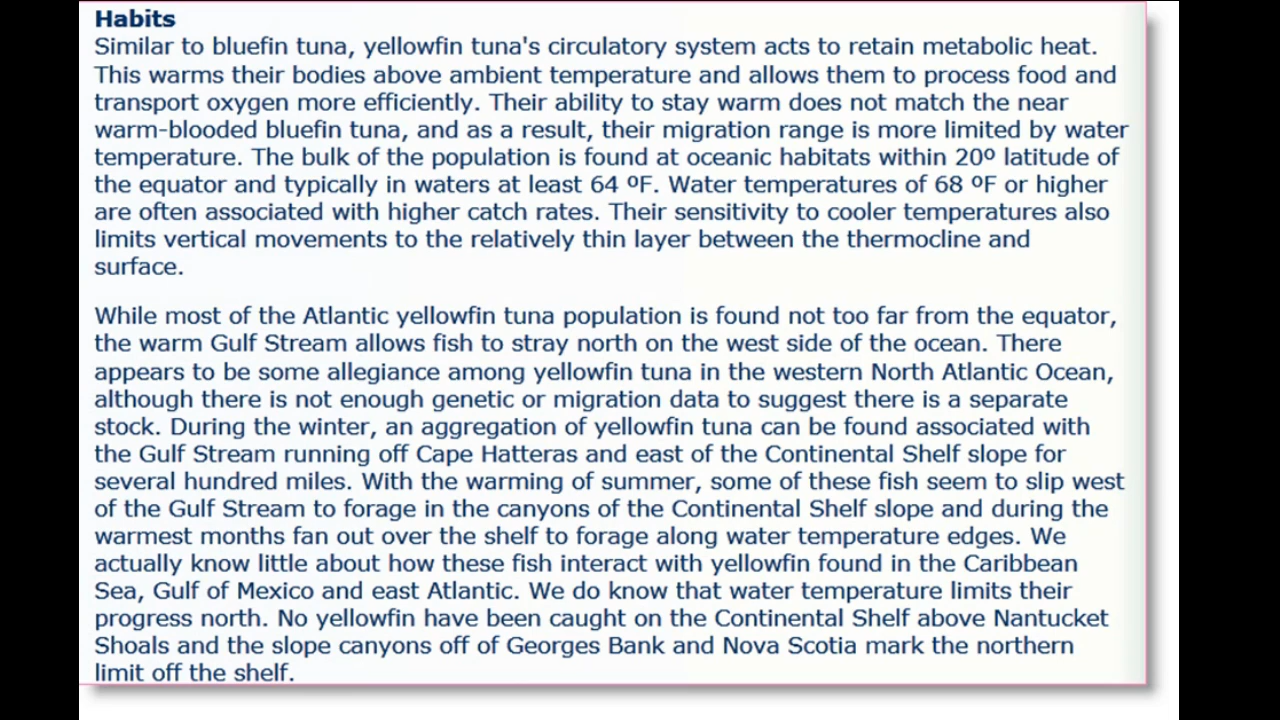 Habits
Similar to bluefin tuna, yellowfin tuna's circulatory system acts to retain metabolic heat.
This warms their bodies above ambient temperature and allows them to process food and
transport oxygen more efficiently. Their ability to stay warm does not match the near
warm-blooded bluefin tuna, and as a result, their migration range is more limited by water
temperature. The bulk of the population is found at oceanic habitats within 20º latitude of
the equator and typically in waters at least 64 ºF. Water temperatures of 68 ºF or higher
are often associated with higher catch rates. Their sensitivity to cooler temperatures also
limits vertical movements to the relatively thin layer between the thermocline and
surface.
While most of the Atlantic yellowfin tuna population is found not too far from the equator,
the warm Gulf Stream allows fish to stray north on the west side of the ocean. There
appears to be some allegiance among yellowfin tuna in the western North Atlantic Ocean,
although there is not enough genetic or migration data to suggest there is a separate
stock. During the winter, an aggregation of yellowfin tuna can be found associated with
the Gulf Stream running off Cape Hatteras and east of the Continental Shelf slope for
several hundred miles. With the warming of summer, some of these fish seem to slip west
of the Gulf Stream to forage in the canyons of the Continental Shelf slope and during the
warmest months fan out over the shelf to forage along water temperature edges. We
actually know little about how these fish interact with yellowfin found in the Caribbean
Sea, Gulf of Mexico and east Atlantic. We do know that water temperature limits their
progress north. No yellowfin have been caught on the Continental Shelf above Nantucket
Shoals and the slope canyons off of Georges Bank and Nova Scotia mark the northern
limit off the shelf.